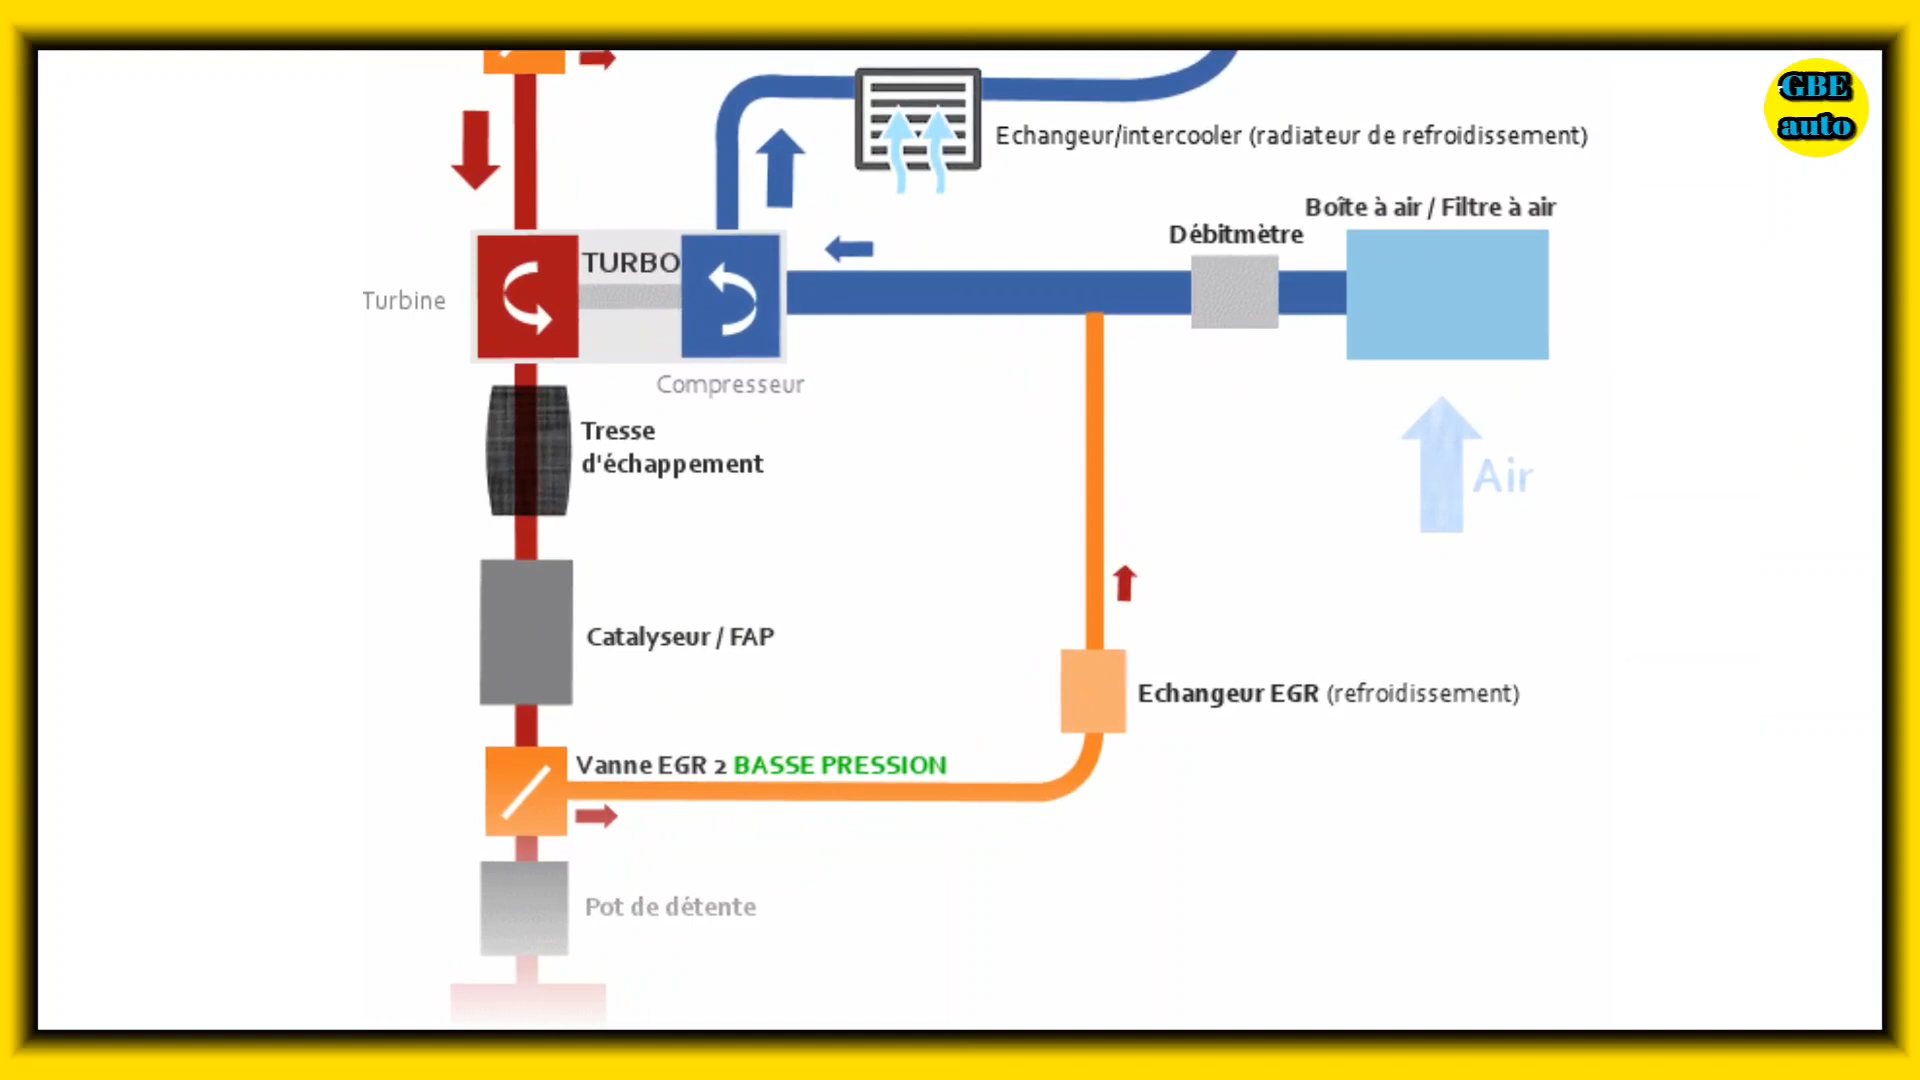 GBE
auto
Echangeur/intercooler (radiateur de refroidissement)
Boîte à air / Filtre à air
Débitmètre
TURBO
Turbine
Compresseur
Tresse
d'échappement
Air
Catalyseur / FAP
Echangeur EGR (refroidissement)
Vanne EGR 2 BASSE PRESSION
Pot de détente